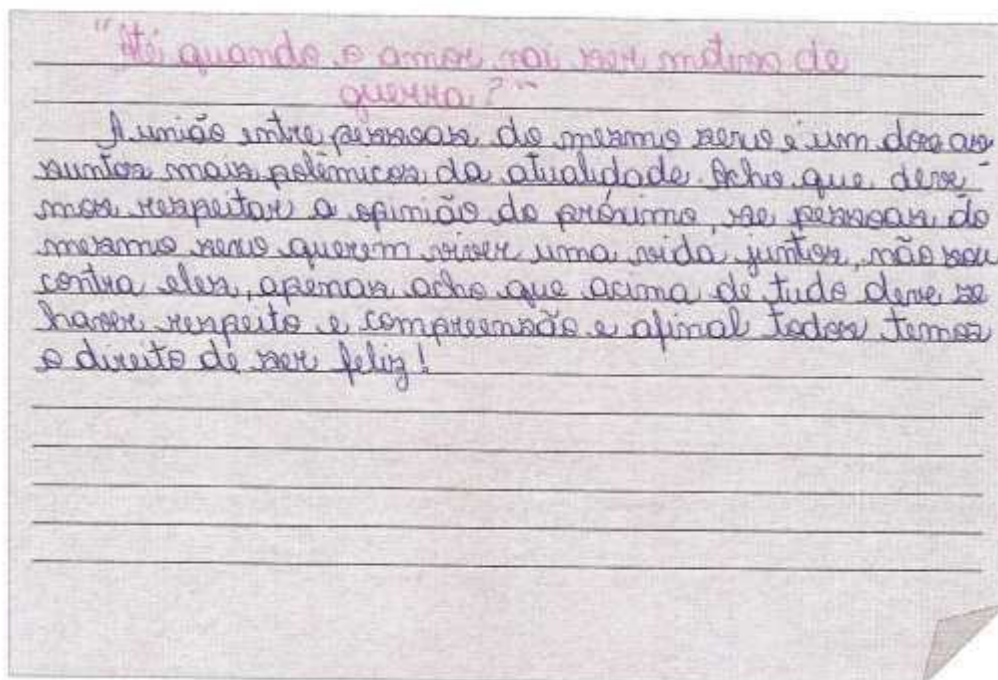 "Até quando o amor vai ser motivo de
guerra?"
A união entre pessoas do mesmo sexo é um dos as
suntos mais polêmicos da atualidade. Acho que deve-
mos respeitar a opinião do próximo, se pessoas do
mesmo sexo querem viver uma vida juntos, não sou
contra eles, apenas acho que acima de tudo deve se
haver respeito e compreensão e afinal todos temos
o direito de ser feliz!